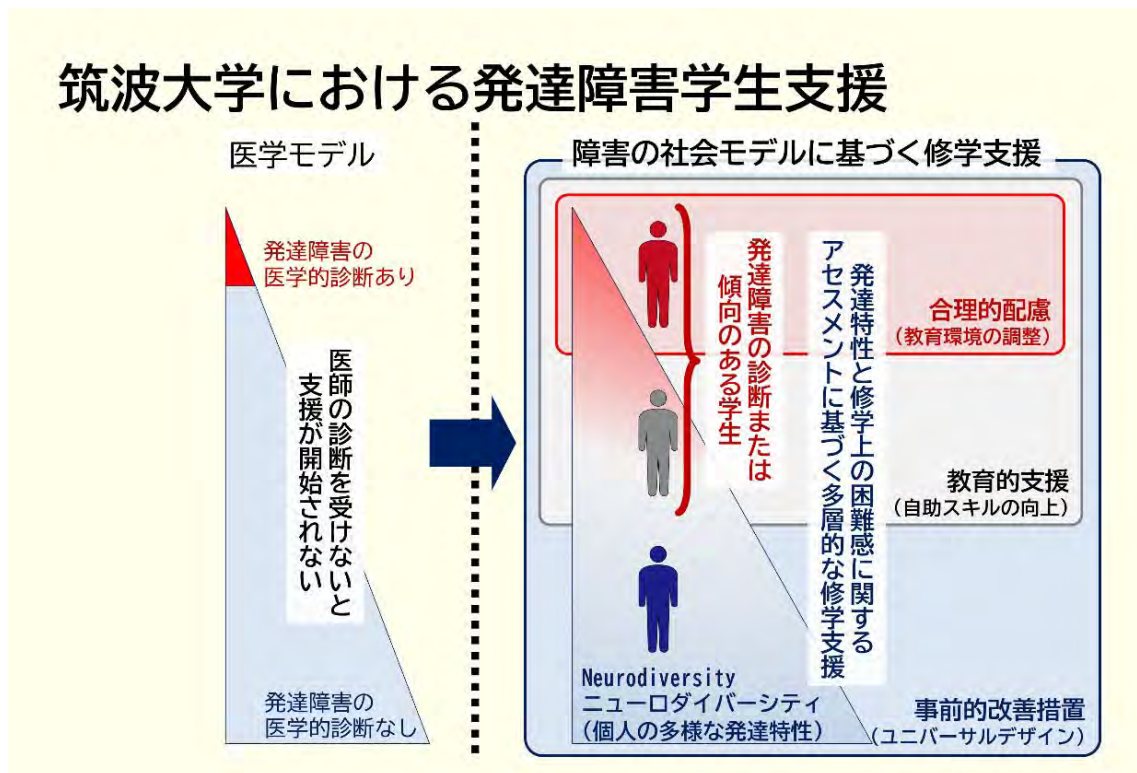 筑波大学における発達障害学生支援
医学モデル
発達障害の
医学的診断あり
医師の診断を受けないと
支援が開始されない
発達障害の
医学的診断なし
障害の社会モデルに基づく修学支援
発達障害の診断または
傾向のある学生
発達特性と修学上の困難感に関する
アセスメントに基づく多層的な修学支援
合理的配慮
（教育環境の調整）
教育的支援
（自助スキルの向上）
Neurodiversity
ニューロダイバーシティ
（個人の多様な発達特性）
事前的改善措置
（ユニバーサルデザイン）